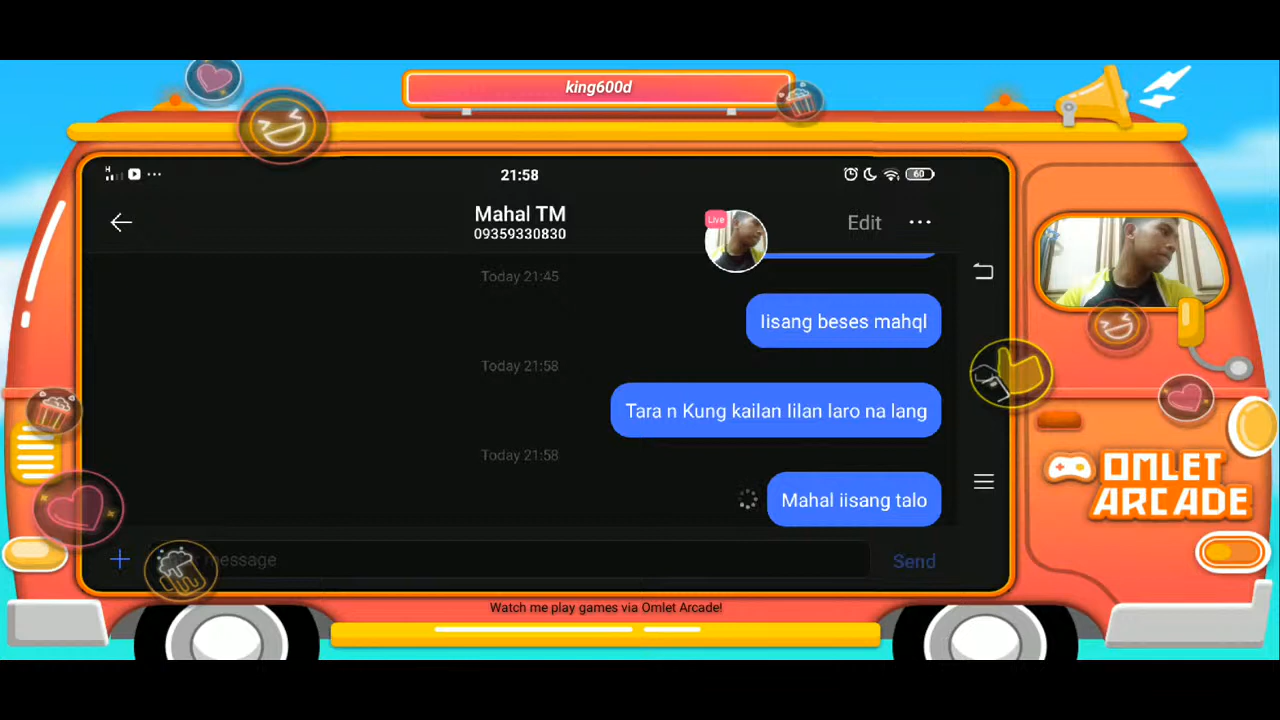 king600d
H
21:58
60
Mahal TM
09359330830
Live
Edit
Today 21:45
Iisang beses mahql
Today 21:58
Tara n Kung kailan lilan laro na lang
Today 21:58
Mahal iisang talo
message
Send
OMLET
ARCADE
Watch me play games via Omlet Arcade!